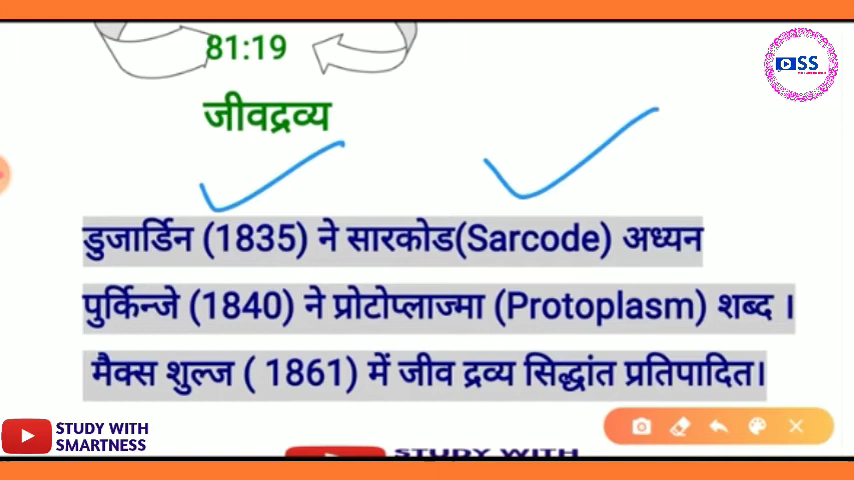 81:19
SS
जीवद्रव्य
डुजार्डिन (1835) ने सारकोड(Sarcode) अध्यन
पुर्किन्जे (1840) ने प्रोटोप्लाज्मा (Protoplasm) शब्द ।
मैक्स शुल्ज ( 1861) में जीव द्रव्य सिद्धांत प्रतिपादित।
STUDY WITH
SMARTNESS
STUDY WITH